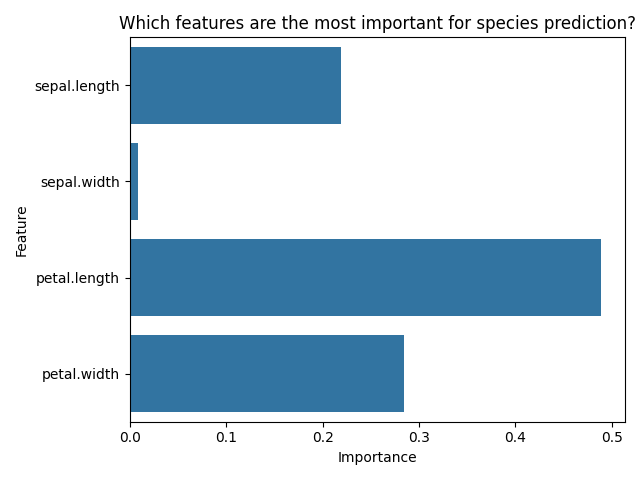 Which features are the most important for species prediction?
sepal.length
sepal.width
petal.length
petal.width
Feature
0.0 0.1 0.2 0.3 0.4 0.5
Importance